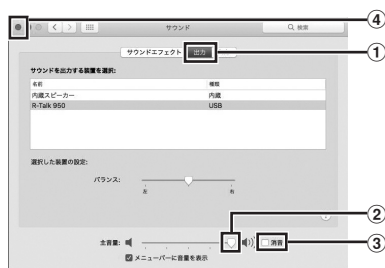 サウンド
検索
サウンドエフェクト 出力
サウンドを出力する装置を選択:
名前 種類
内蔵スピーカー 内蔵
R-Talk 950 USB
選択した装置の設定:
バランス:
左 右
主音量: 消音
メニューバーに音量を表示
④
①
②
③